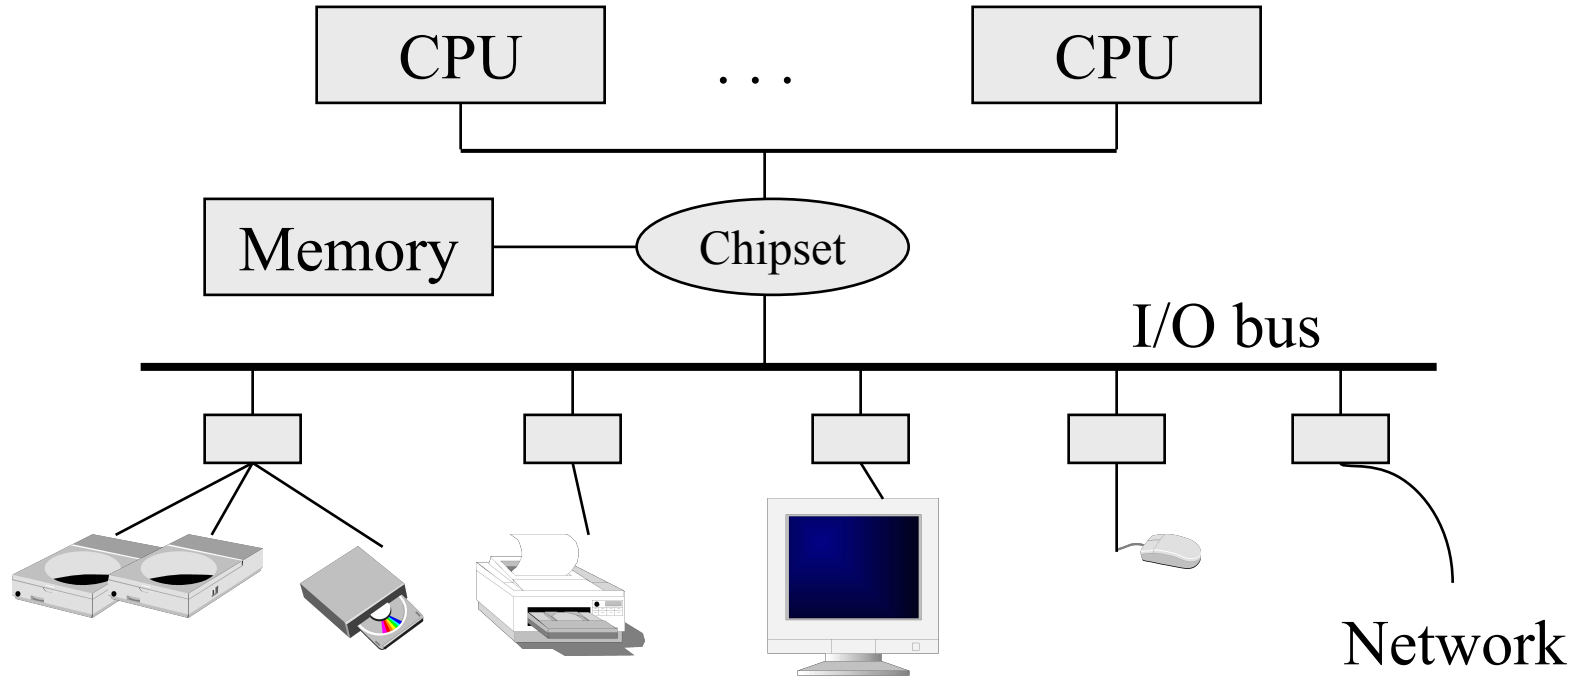 CPU
. . .
CPU
Memory
Chipset
I/O bus
Network